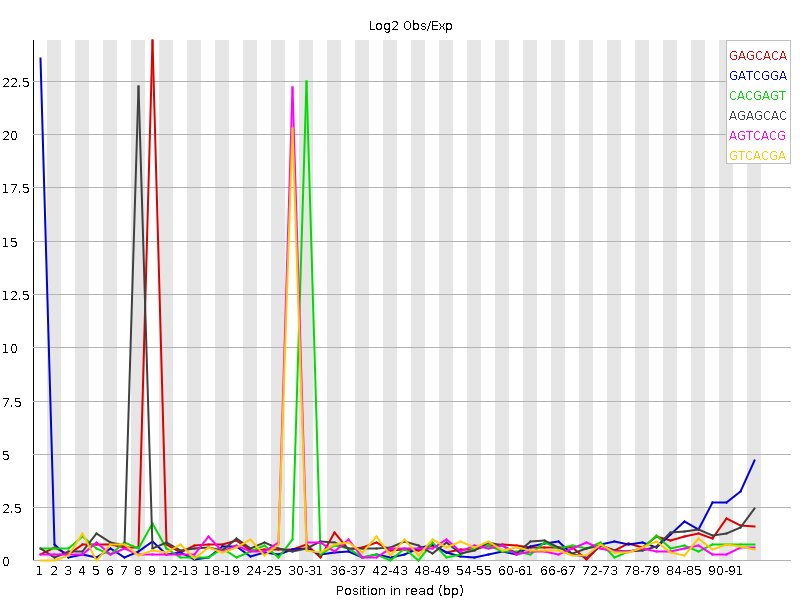 Log2 Obs/Exp
GAGCACA
GATCGGA
CACGAGT
AGAGCAC
AGTCACG
GTCACGA
22.5
20
17.5
15
12.5
10
7.5
5
2.5
0
1 2 3 4 5 6 7 8 9 12-13 18-19 24-25 30-31 36-37 42-43 48-49 54-55 60-61 66-67 72-73 78-79 84-85 90-91
Position in read (bp)